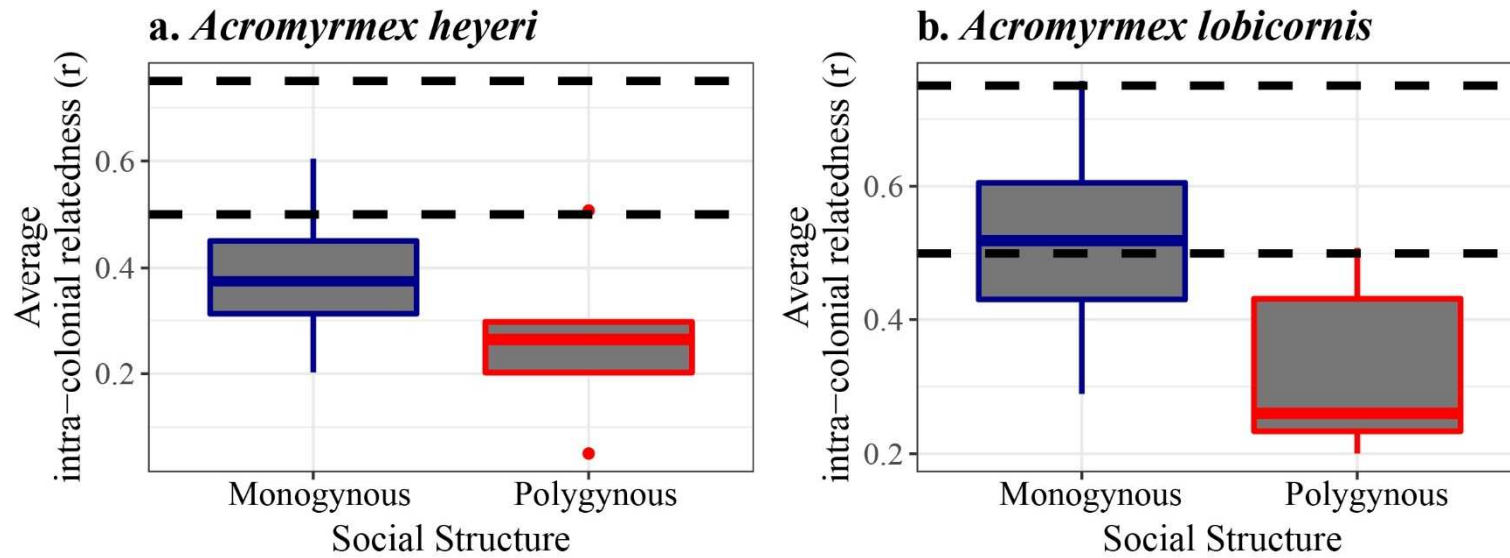 a. Acromyrmex heyeri
Average
intra−colonial relatedness (r)
0.6
0.4
0.2
Monogynous
Polygynous
Social Structure
b. Acromyrmex lobicornis
Average
intra−colonial relatedness (r)
0.6
0.4
0.2
Monogynous
Polygynous
Social Structure